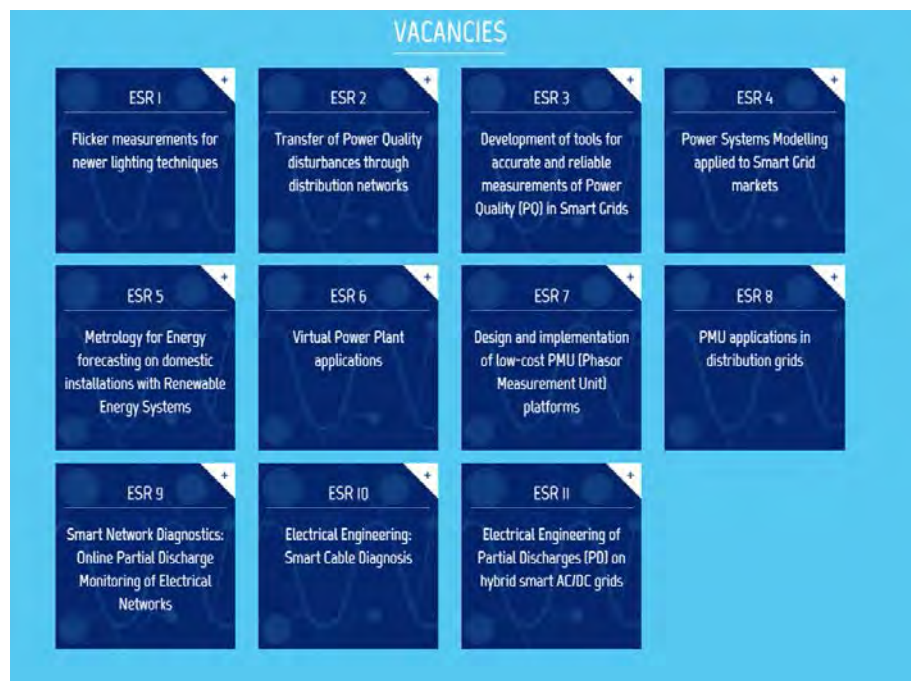 VACANCIES
+
ESR 1
Flicker measurements for
newer lighting techniques
+
ESR 2
Transfer of Power Quality
disturbances through
distribution networks
+
ESR 3
Development of tools for
accurate and reliable
measurements of Power
Quality (PQ) in Smart Grids
+
ESR 4
Power Systems Modelling
applied to Smart Grid
markets
+
ESR 5
Metrology for Energy
forecasting on domestic
installations with Renewable
Energy Systems
+
ESR 6
Virtual Power Plant
applications
+
ESR 7
Design and implementation
of low-cost PMU (Phasor
Measurement Unit)
platforms
+
ESR 8
PMU applications in
distribution grids
+
ESR 9
Smart Network Diagnostics:
Online Partial Discharge
Monitoring of Electrical
Networks
+
ESR 10
Electrical Engineering:
Smart Cable Diagnosis
+
ESR 11
Electrical Engineering of
Partial Discharges (PD) on
hybrid smart AC/DC grids